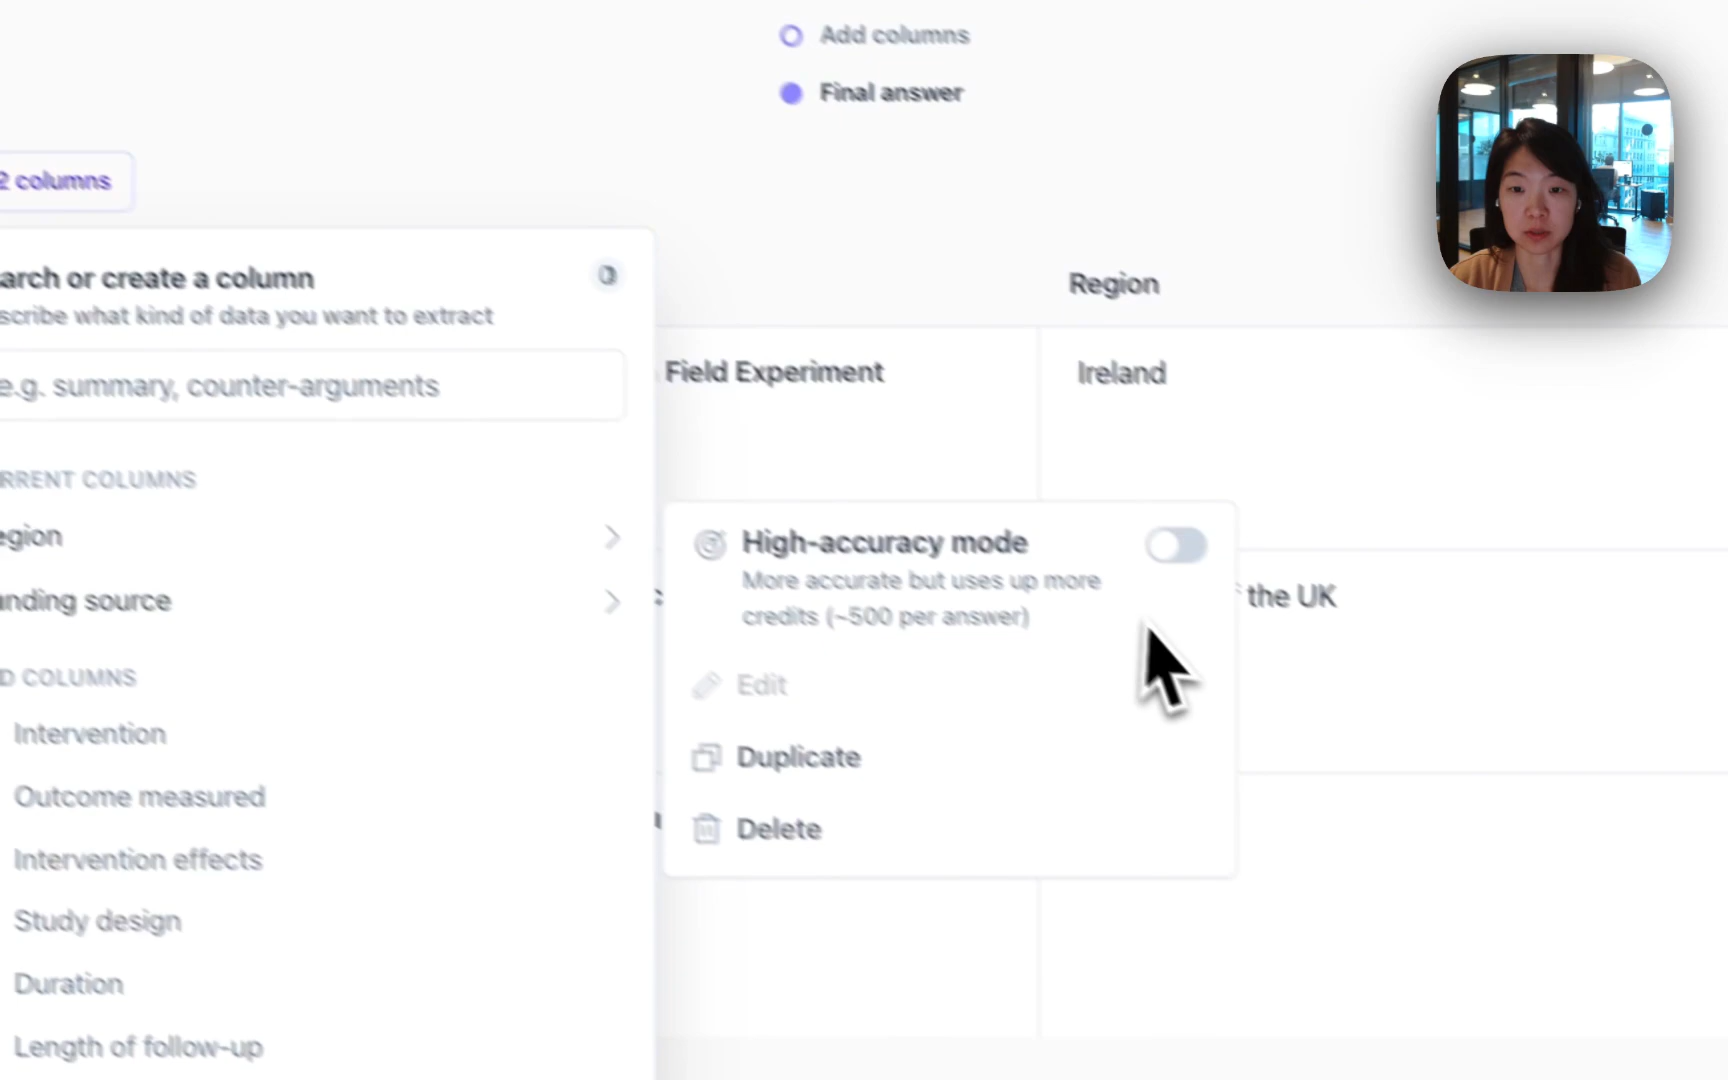 Add columns
Final answer
2 columns
arch or create a column
scribe what kind of data you want to extract
e.g. summary, counter-arguments
RRENT COLUMNS
egion
unding source
D COLUMNS
Intervention
Outcome measured
Intervention effects
Study design
Duration
Length of follow-up
Region
Field Experiment
Ireland
the UK
High-accuracy mode
More accurate but uses up more
credits (~500 per answer)
Edit
Duplicate
Delete